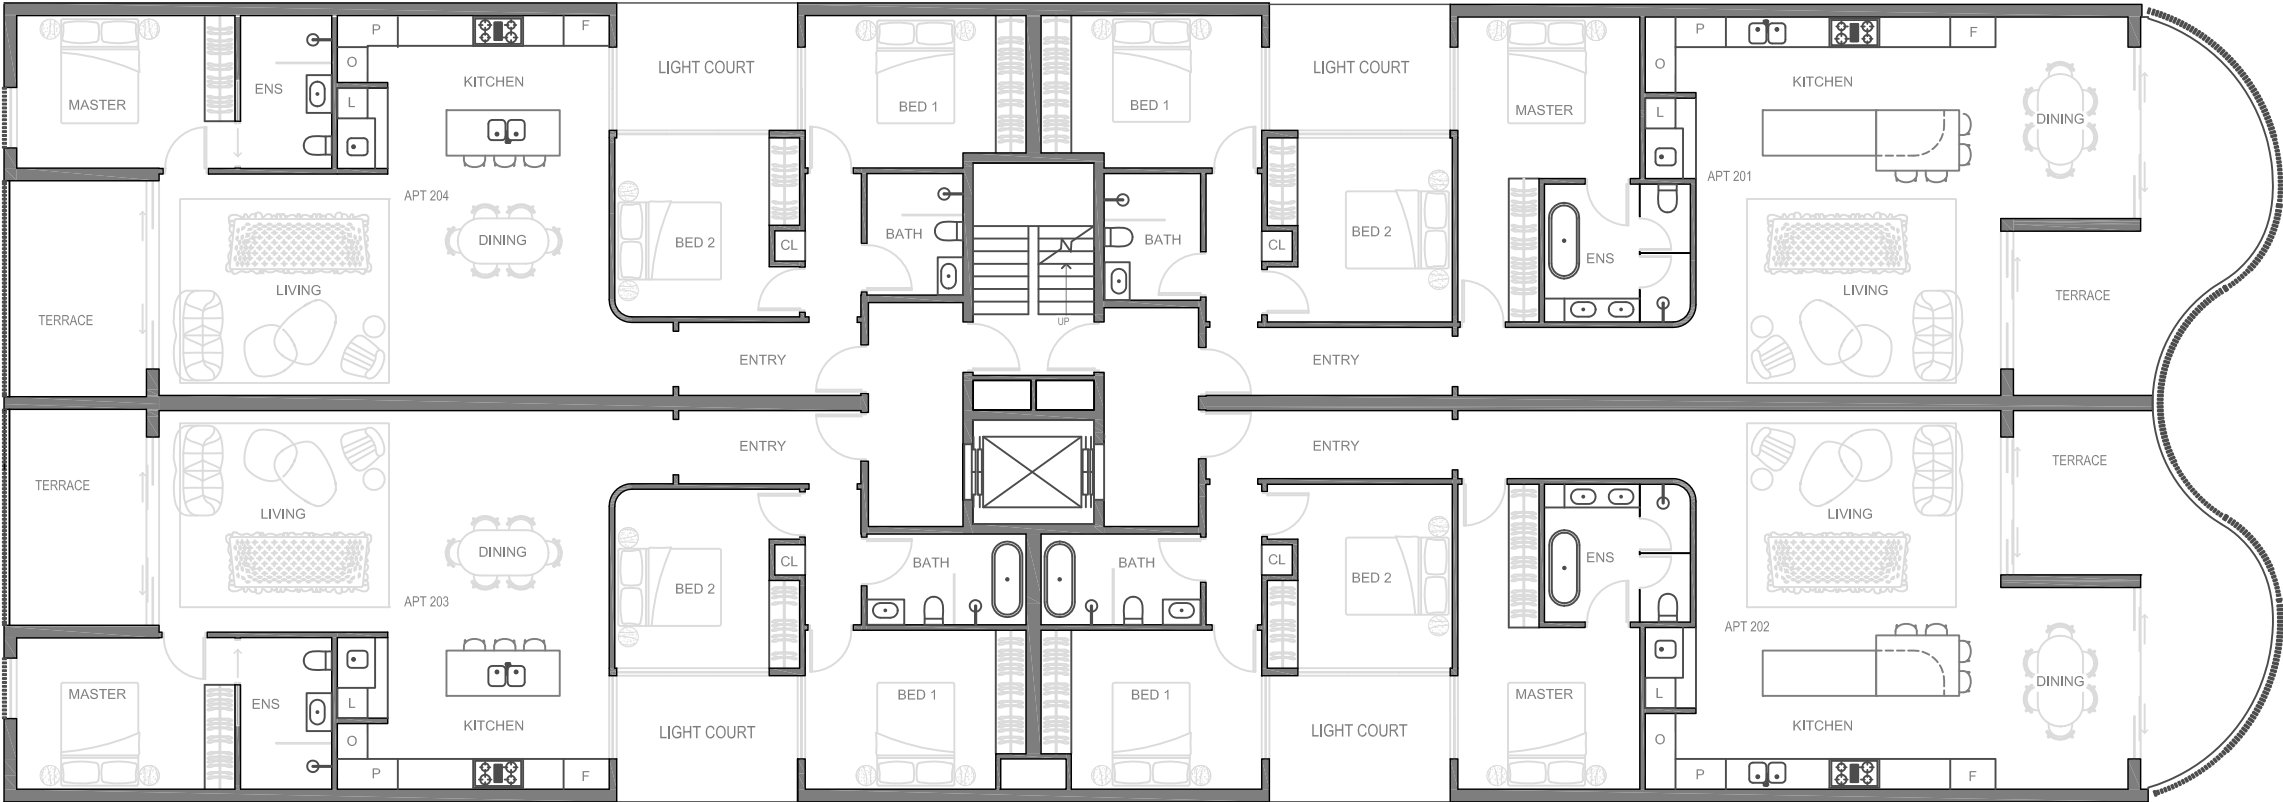 P
F
O
KITCHEN
ENS
L
MASTER
LIGHT COURT
BED 1
BED 1
LIGHT COURT
MASTER
P
F
O
KITCHEN
L
DINING
APT 204
DINING
BED 2
CL
BATH
BATH
CL
BED 2
APT 201
ENS
LIVING
TERRACE
LIVING
TERRACE
UP
ENTRY
ENTRY
ENTRY
ENTRY
TERRACE
LIVING
DINING
APT 203
CL
BED 2
BATH
BATH
CL
BED 2
ENS
LIVING
TERRACE
APT 202
MASTER
ENS
L
O
KITCHEN
P
F
LIGHT COURT
BED 1
BED 1
LIGHT COURT
MASTER
L
O
KITCHEN
DINING
P
F